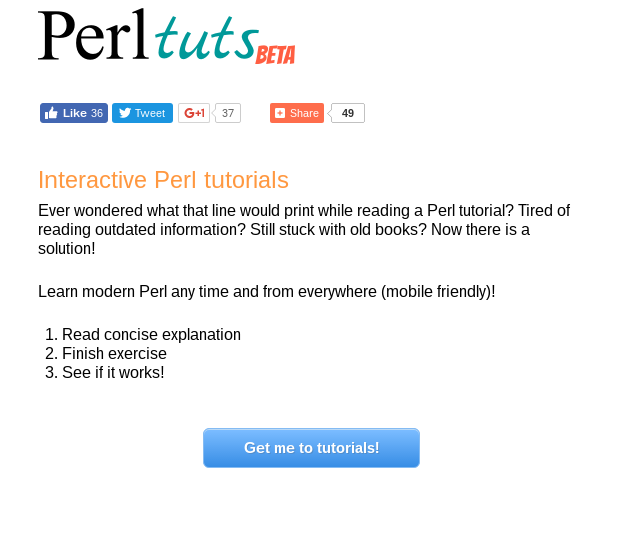 Perltuts BETA
Like 36 Tweet G+1 37 Share 49
Interactive Perl tutorials
Ever wondered what that line would print while reading a Perl tutorial? Tired of
reading outdated information? Still stuck with old books? Now there is a
solution!
Learn modern Perl any time and from everywhere (mobile friendly)!
1. Read concise explanation
2. Finish exercise
3. See if it works!
Get me to tutorials!